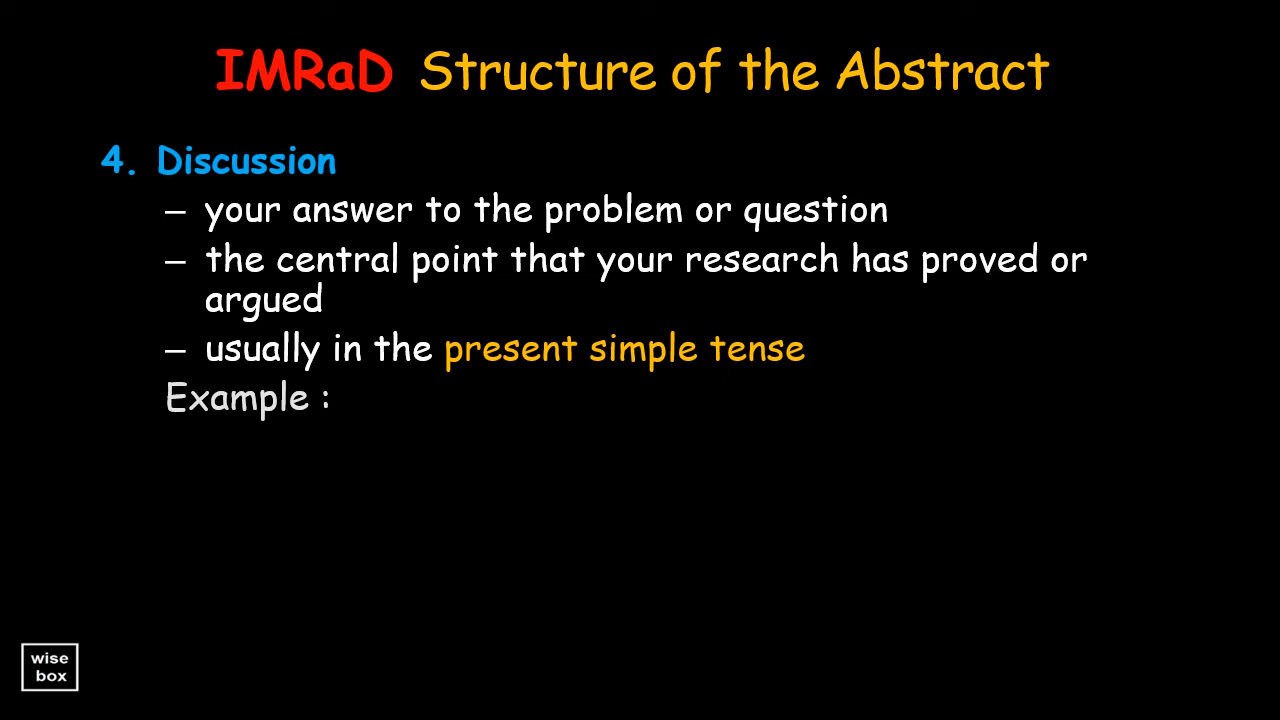 IMRaD Structure of the Abstract
4. Discussion
– your answer to the problem or question
– the central point that your research has proved or
argued
– usually in the present simple tense
Example :
wise
box